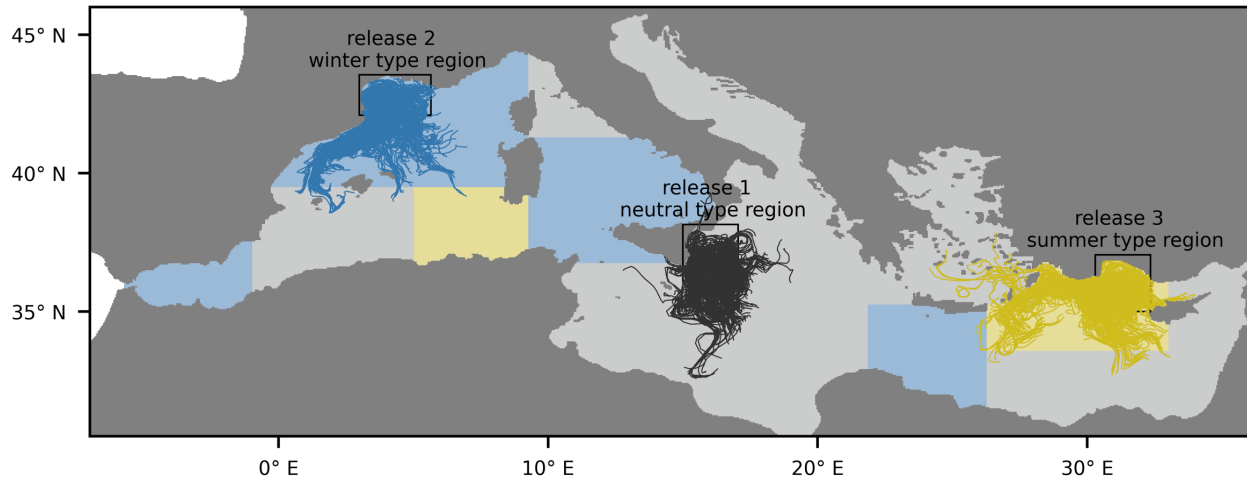 45° N
40° N
35° N
release 2
winter type region
release 1
neutral type region
release 3
summer type region
0° E
10° E
20° E
30° E